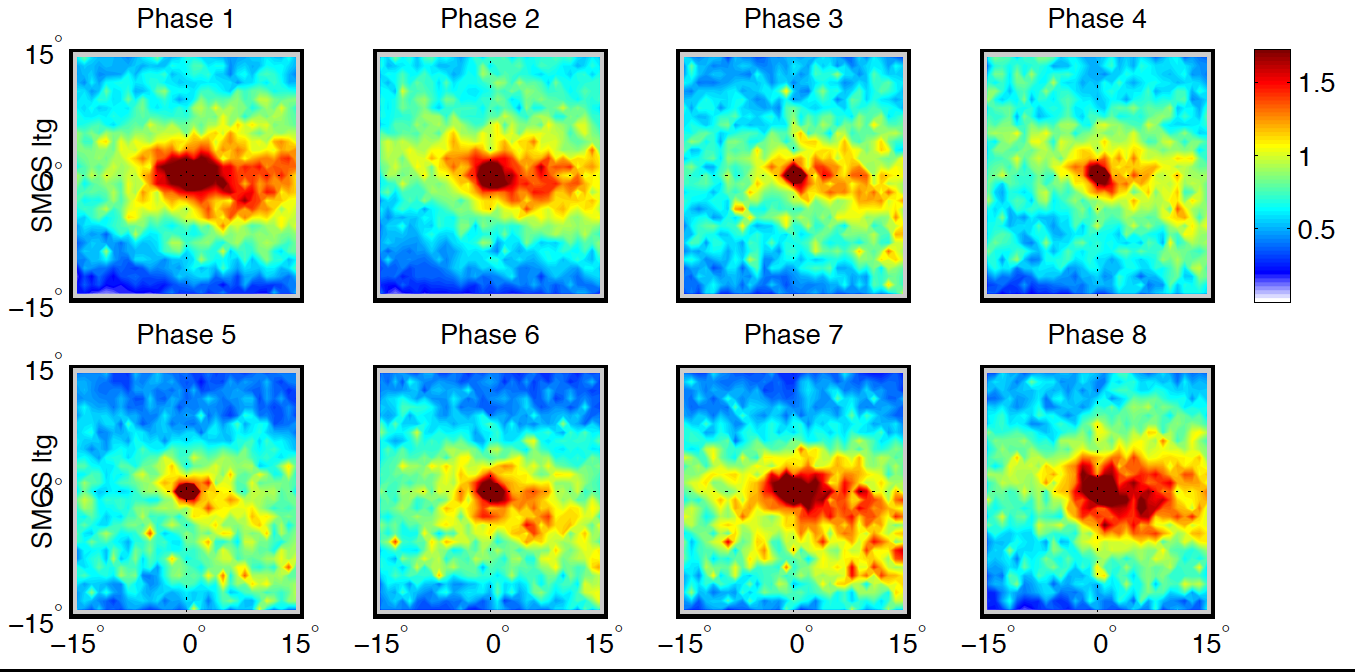 Phase 1 Phase 2 Phase 3 Phase 4
15°
SMGS ltg
0°
−15°
1.5
1
0.5
Phase 5 Phase 6 Phase 7 Phase 8
15°
SMGS ltg
0°
−15°
−15° 0° 15° −15° 0° 15° −15° 0° 15° −15° 0° 15°